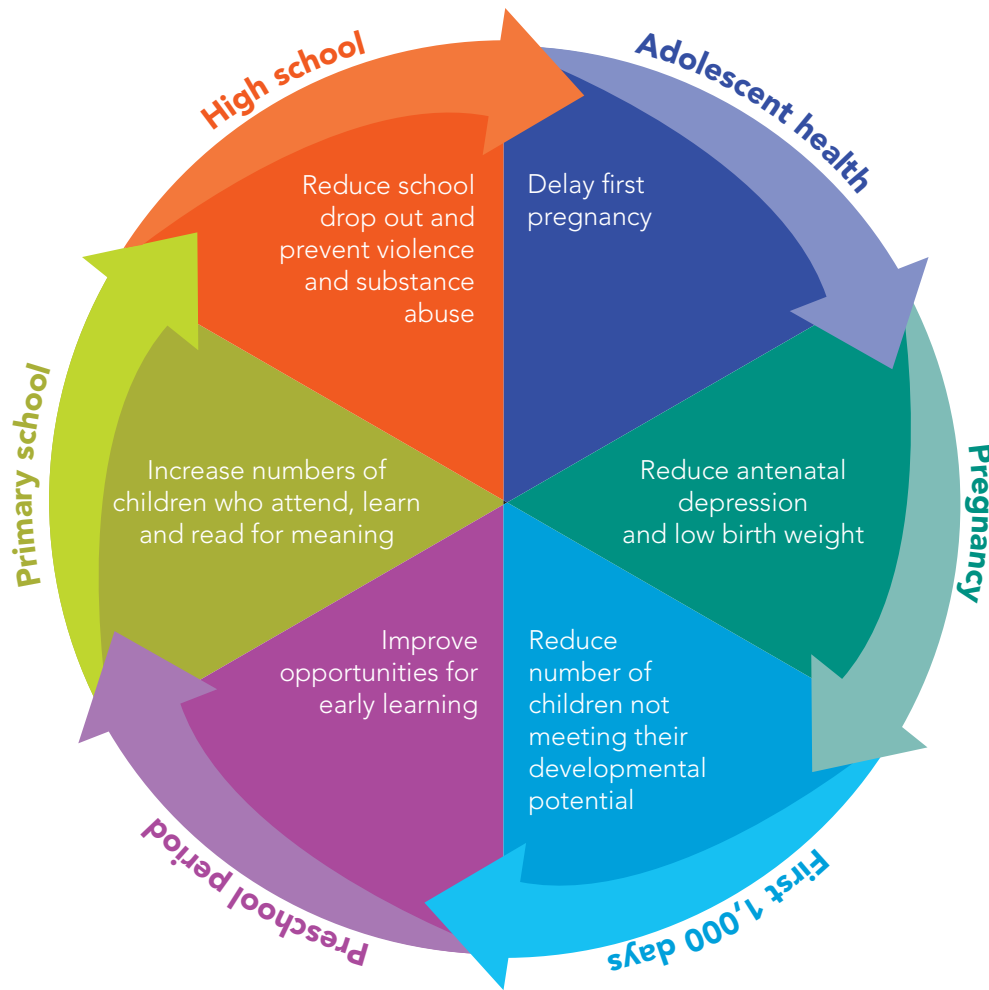 Adolescent health
Delay first
pregnancy
Pregnancy
Reduce antenatal
depression
and low birth weight
First 1,000 days
Reduce
number of
children not
meeting their
developmental
potential
Preschool period
Improve
opportunities for
early learning
Primary school
Increase numbers of
children who attend, learn
and read for meaning
High school
Reduce school
drop out and
prevent violence
and substance
abuse